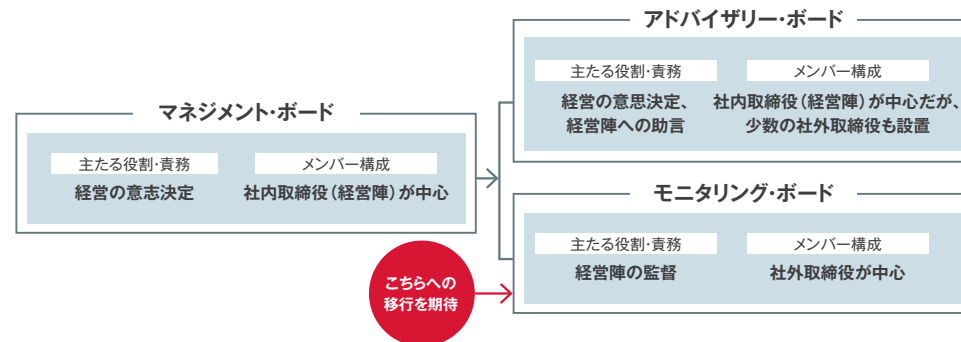 マネジメント・ボード
主たる役割・責務
経営の意志決定
メンバー構成
社内取締役（経営陣）が中心
アドバイザリー・ボード
主たる役割・責務
経営の意思決定、
経営陣への助言
メンバー構成
社内取締役（経営陣）が中心だが、
少数の社外取締役も設置
モニタリング・ボード
主たる役割・責務
経営陣の監督
メンバー構成
社外取締役が中心
こちらへの
移行を期待